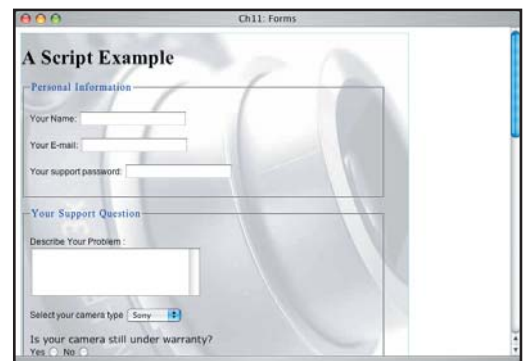 Ch11: Forms
A Script Example
Personal Information
Your Name:
Your E-mail:
Your support password:
Your Support Question
Describe Your Problem :
Select your camera type Sony
Is your camera still under warranty?
Yes No